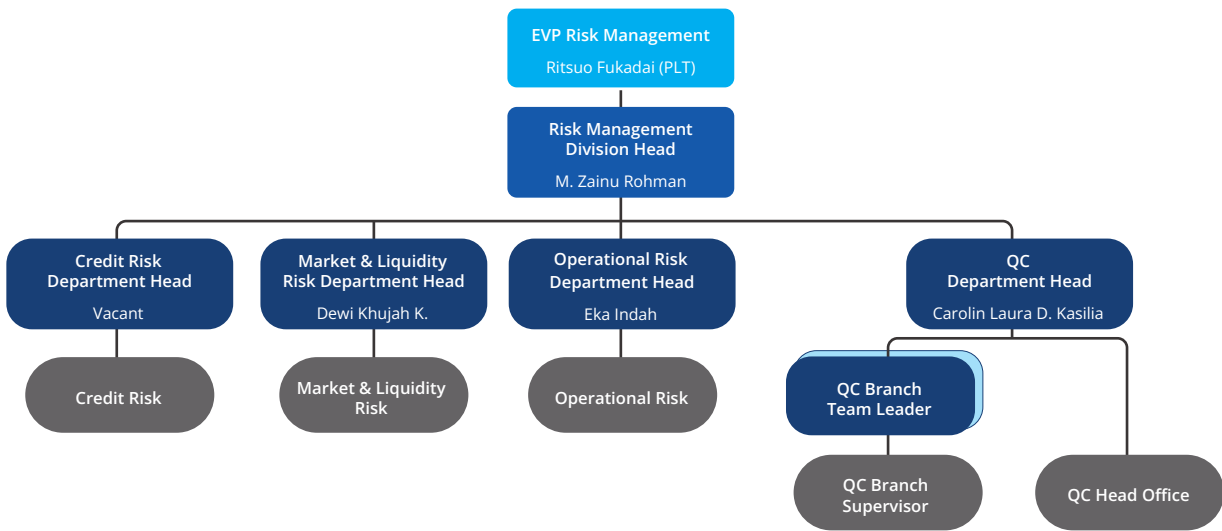 EVP Risk Management
Ritsuo Fukadai (PLT)
Risk Management
Division Head
M. Zainu Rohman
Credit Risk
Department Head
Vacant
Market & Liquidity
Risk Department Head
Dewi Khujah K.
Operational Risk
Department Head
Eka Indah
QC
Department Head
Carolin Laura D. Kasilia
Credit Risk
Market & Liquidity
Risk
Operational Risk
QC Branch
Team Leader
QC Branch
Supervisor
QC Head Office